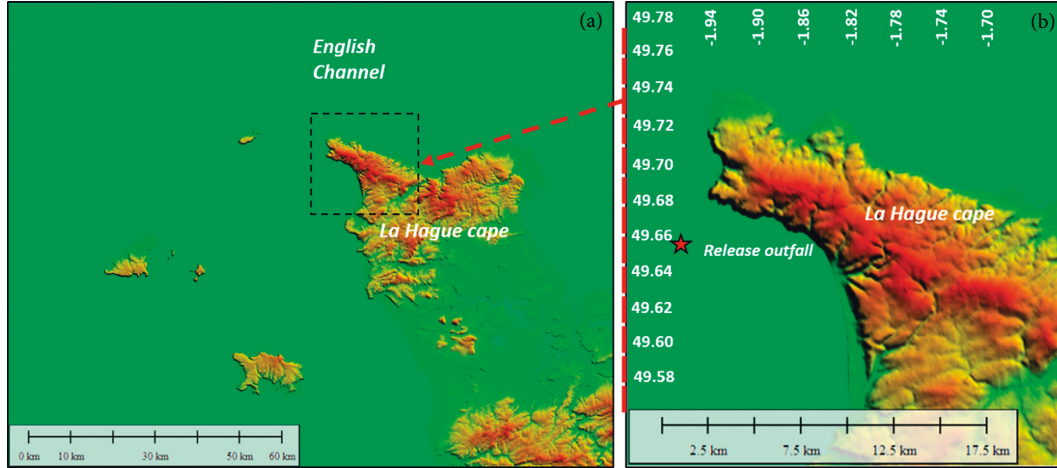 (a)
English
Channel
La Hague cape
0 km 10 km 30 km 50 km 60 km
(b)
-1.94 -1.90 -1.86 -1.82 -1.78 -1.74 -1.70
49.78
49.76
49.74
49.72
49.70
49.68
49.66
49.64
49.62
49.60
49.58
La Hague cape
Release outfall
2.5 km 7.5 km 12.5 km 17.5 km